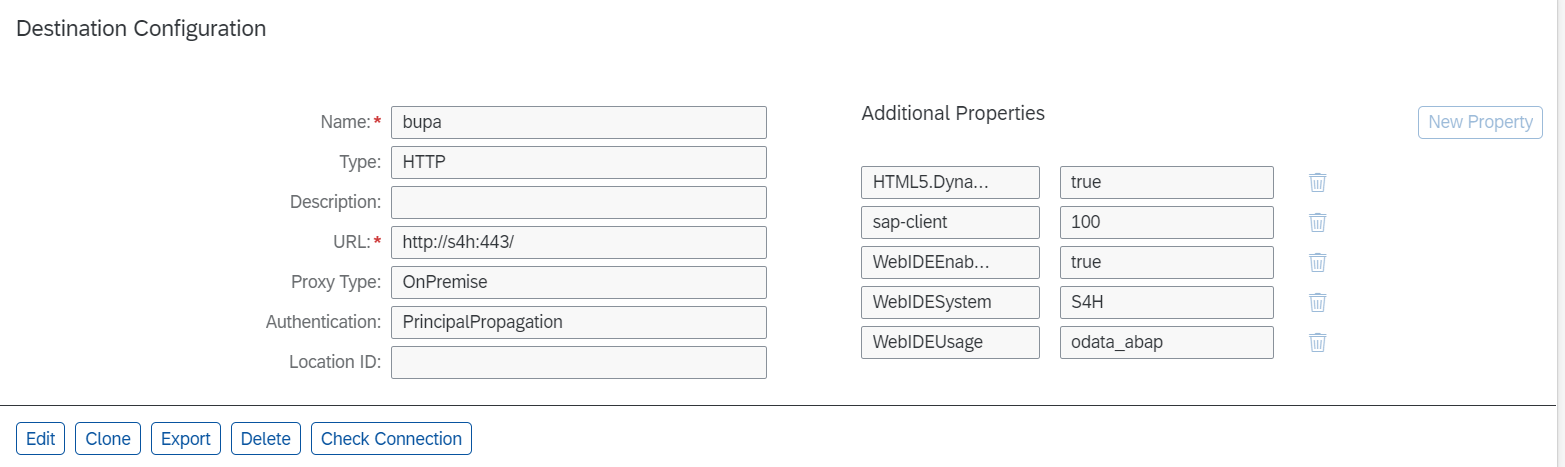 Destination Configuration
Name:* bupa
Type: HTTP
Description:
URL:* http://s4h:443/
Proxy Type: OnPremise
Authentication: PrincipalPropagation
Location ID:
Additional Properties
New Property
HTML5.Dyna... true
sap-client 100
WebIDEEnab... true
WebIDESystem S4H
WebIDEUsage odata_abap
Edit Clone Export Delete Check Connection